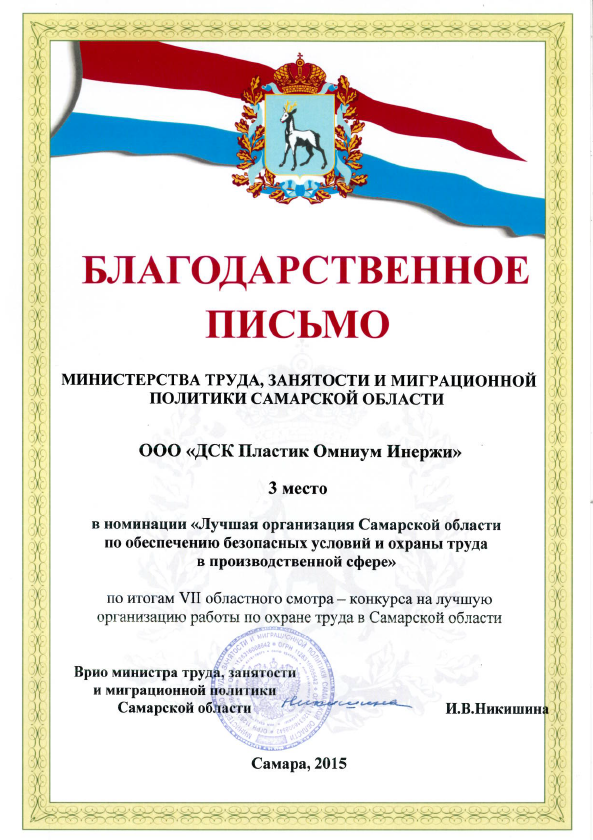 БЛАГОДАРСТВЕННОЕ
ПИСЬМО
МИНИСТЕРСТВА ТРУДА, ЗАНЯТОСТИ И МИГРАЦИОННОЙ
ПОЛИТИКИ САМАРСКОЙ ОБЛАСТИ
ООО «ДСК Пластик Омниум Инержи»
3 место
в номинации «Лучшая организация Самарской области
по обеспечению безопасных условий и охраны труда
в производственной сфере»
по итогам VII областного смотра – конкурса на лучшую
организацию работы по охране труда в Самарской области
Врио министра труда, занятости
и миграционной политики
Самарской области
И.В.Никишина
Самара, 2015